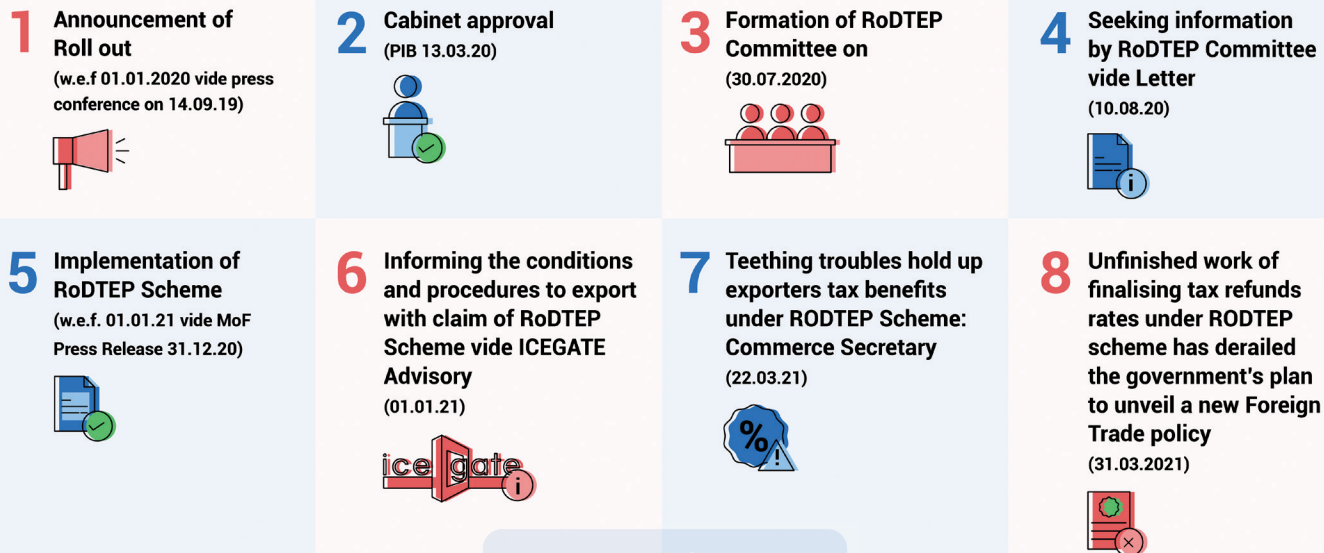 1
Announcement of
Roll out
(w.e.f 01.01.2020 vide press
conference on 14.09.19)
2
Cabinet approval
(PIB 13.03.20)
3
Formation of RoDTEP
Committee on
(30.07.2020)
4
Seeking information
by RoDTEP Committee
vide Letter
(10.08.20)
i
5
Implementation of
RoDTEP Scheme
(w.e.f. 01.01.21 vide MoF
Press Release 31.12.20)
6
Informing the conditions
and procedures to export
with claim of RoDTEP
Scheme vide ICEGATE
Advisory
(01.01.21)
ice gate
i
7
Teething troubles hold up
exporters tax benefits
under RODTEP Scheme:
Commerce Secretary
(22.03.21)
%
!
8
Unfinished work of
finalising tax refunds
rates under RODTEP
scheme has derailed
the government's plan
to unveil a new Foreign
Trade policy
(31.03.2021)